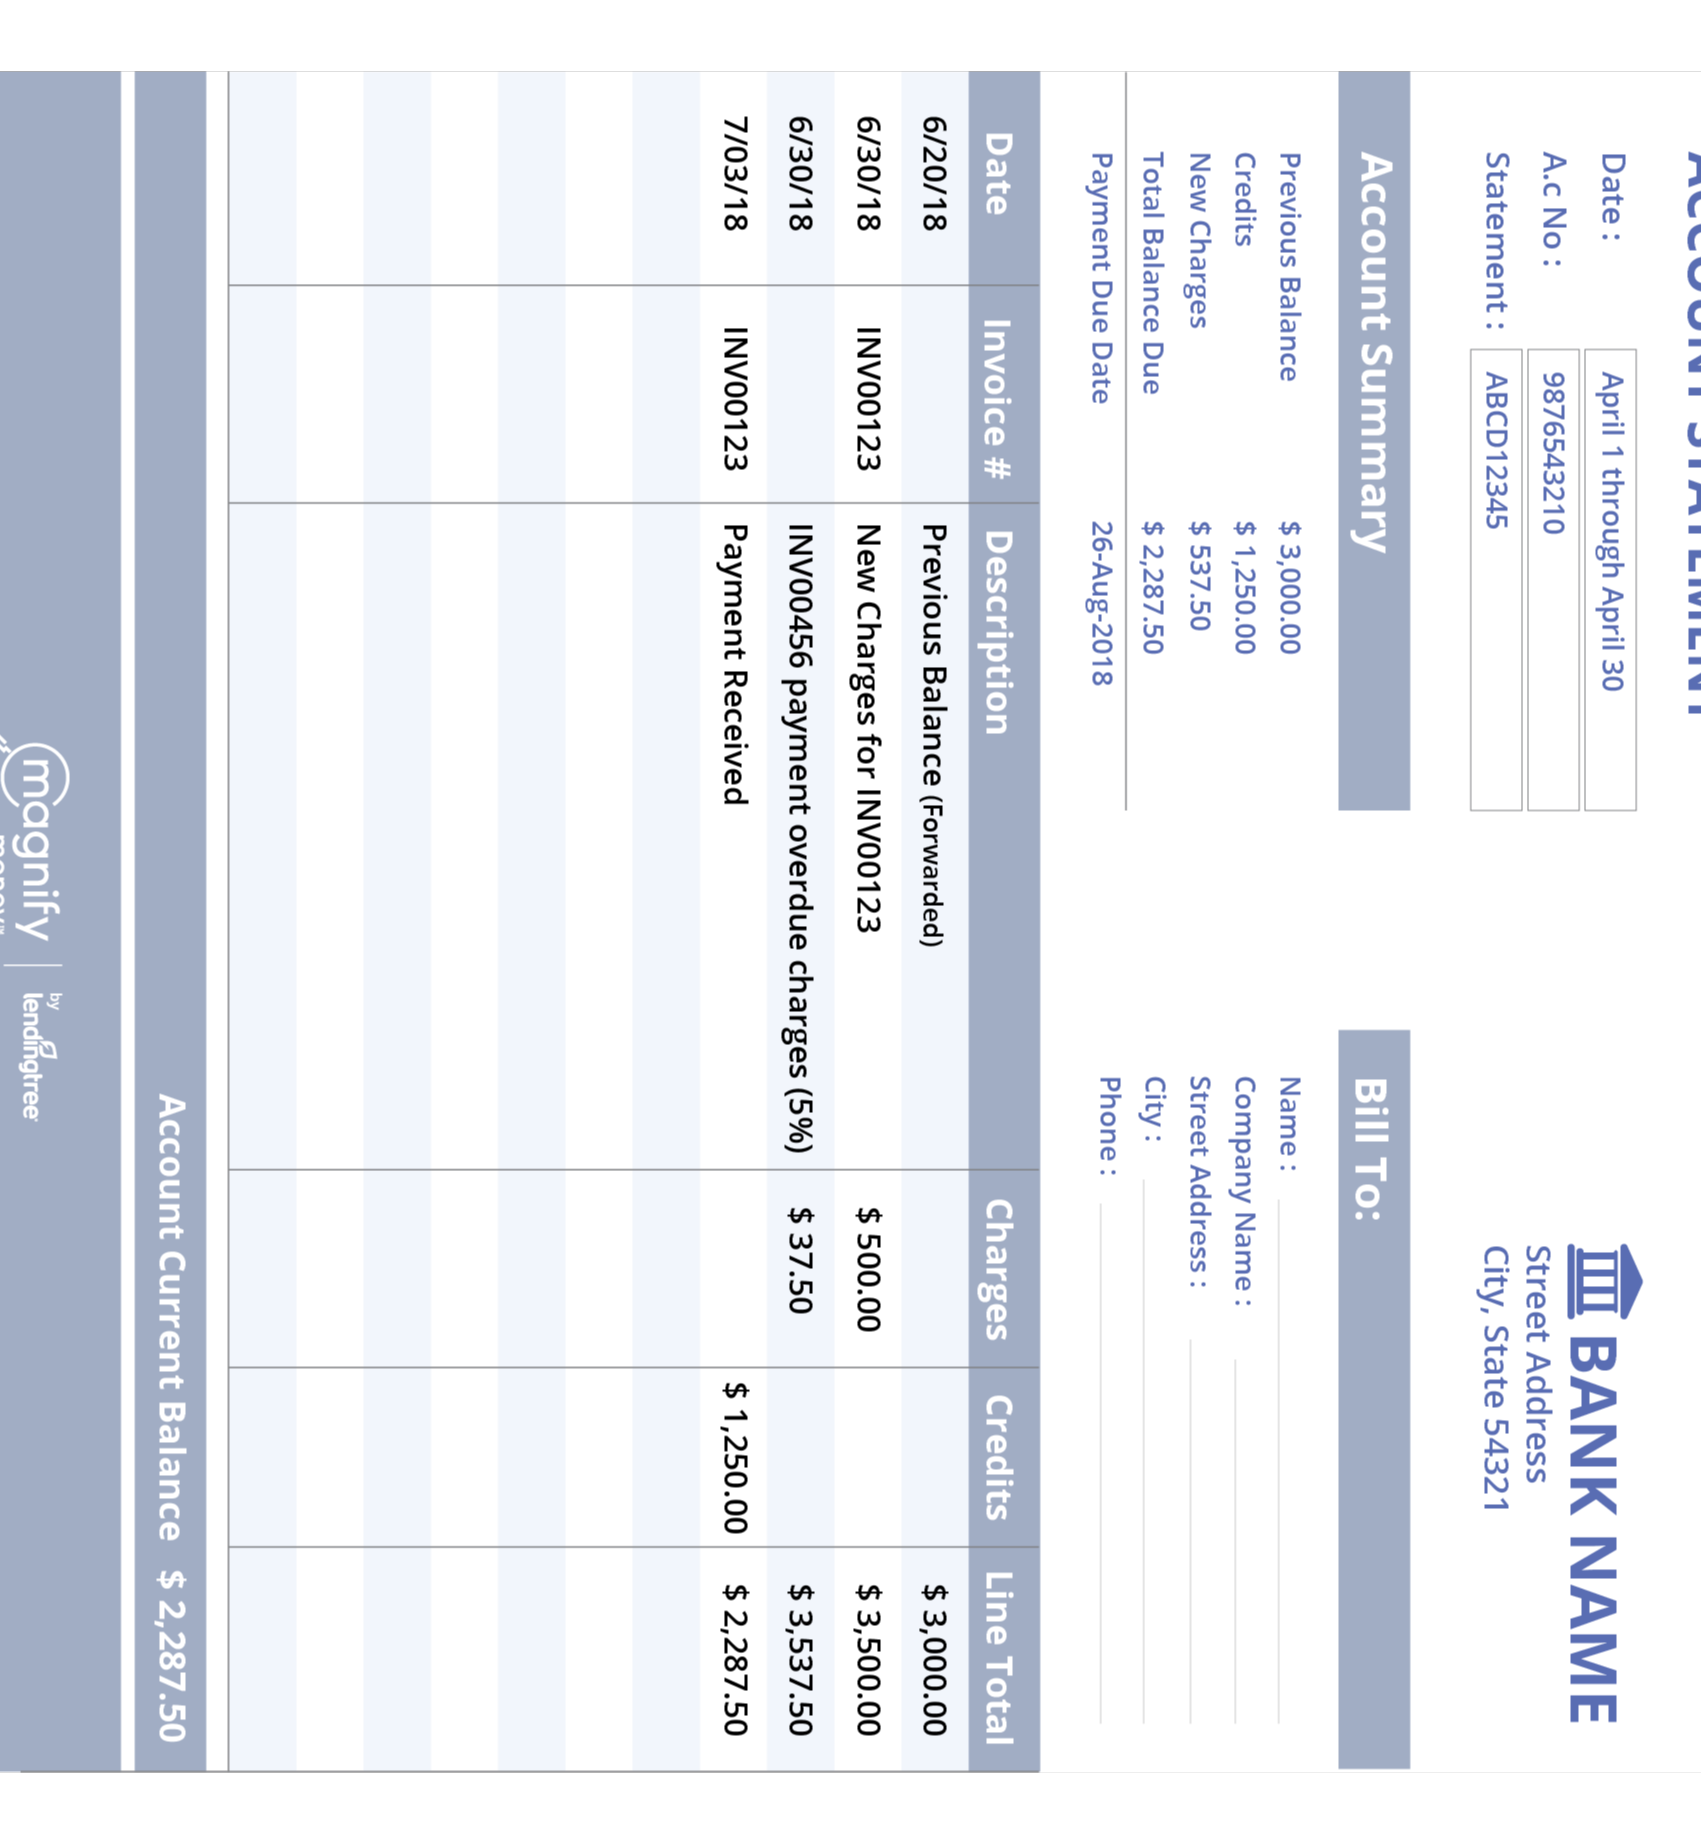 ACCOUNT STATEMENT
Date : April 1 through April 30
A.c No : 9876543210
Statement : ABCD12345
BANK NAME
Street Address
City, State 54321
Account Summary
Previous Balance $ 3,000.00
Credits $ 1,250.00
New Charges $ 537.50
Total Balance Due $ 2,287.50
Payment Due Date 26-Aug-2018
Bill To:
Name :
Company Name :
Street Address :
City :
Phone :
Date Invoice # Description Charges Credits Line Total
6/20/18 Previous Balance (Forwarded) $ 3,000.00
6/30/18 INV00123 New Charges for INV00123 $ 500.00 $ 3,500.00
6/30/18 INV00456 payment overdue charges (5%) $ 37.50 $ 3,537.50
7/03/18 INV00123 Payment Received $ 1,250.00 $ 2,287.50
Account Current Balance $ 2,287.50
magnify
money™
by
lendingtree